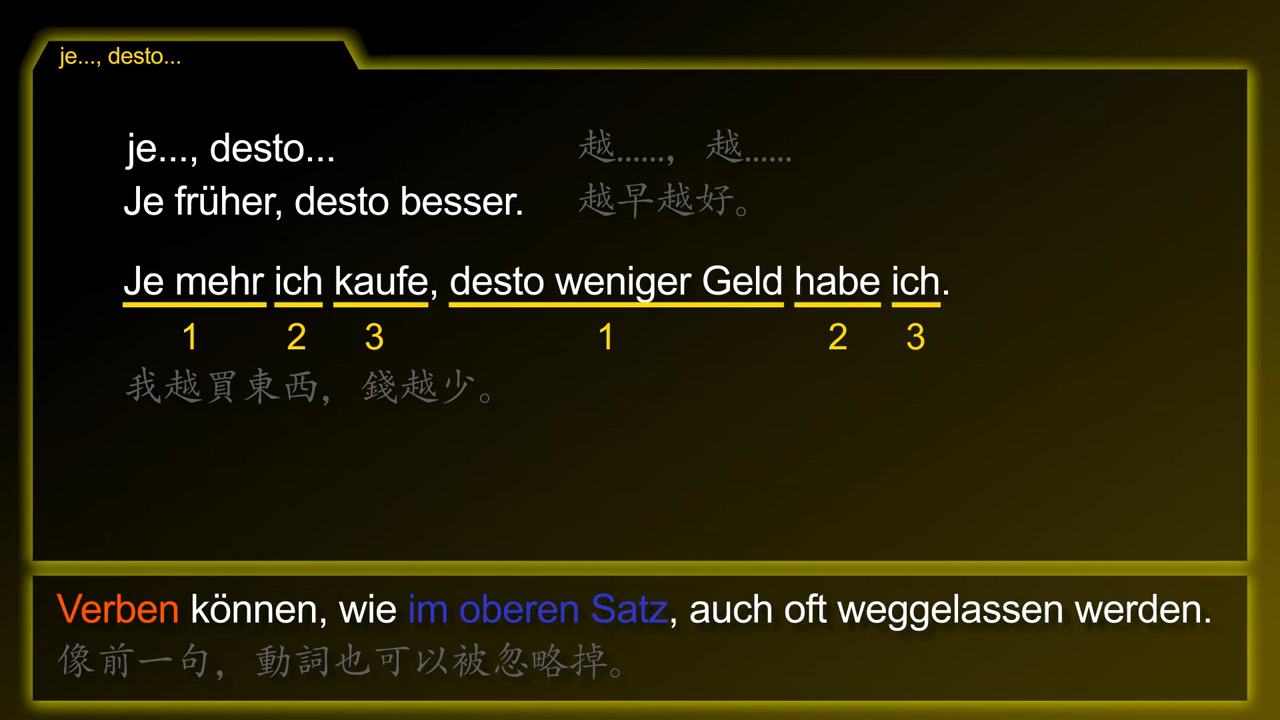 je..., desto...
je..., desto... 越......，越......
Je früher, desto besser. 越早越好。
Je mehr ich kaufe, desto weniger Geld habe ich.
1 2 3 1 2 3
我越買東西，錢越少。
Verben können, wie im oberen Satz, auch oft weggelassen werden.
像前一句，動詞也可以被忽略掉。